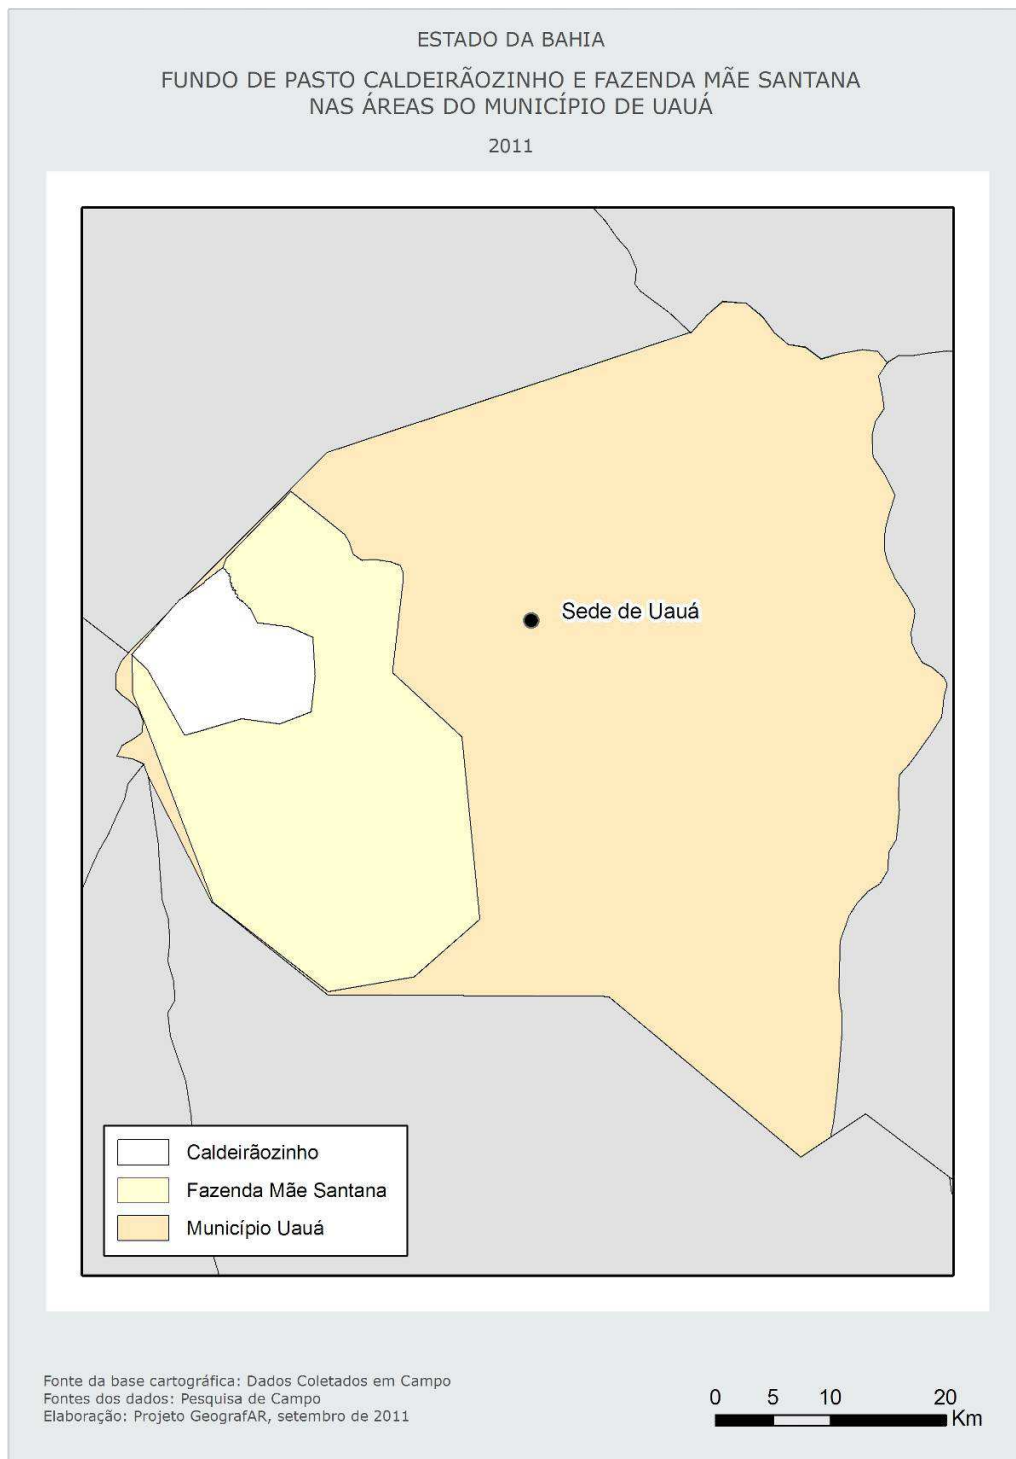 ESTADO DA BAHIA
FUNDO DE PASTO CALDEIRÃOZINHO E FAZENDA MÃE SANTANA
NAS ÁREAS DO MUNICÍPIO DE UAUÁ
2011
Sede de Uauá
Caldeirãozinho
Fazenda Mãe Santana
Município Uauá
Fonte da base cartográfica: Dados Coletados em Campo
Fontes dos dados: Pesquisa de Campo
Elaboração: Projeto GeografAR, setembro de 2011
0 5 10 20
Km